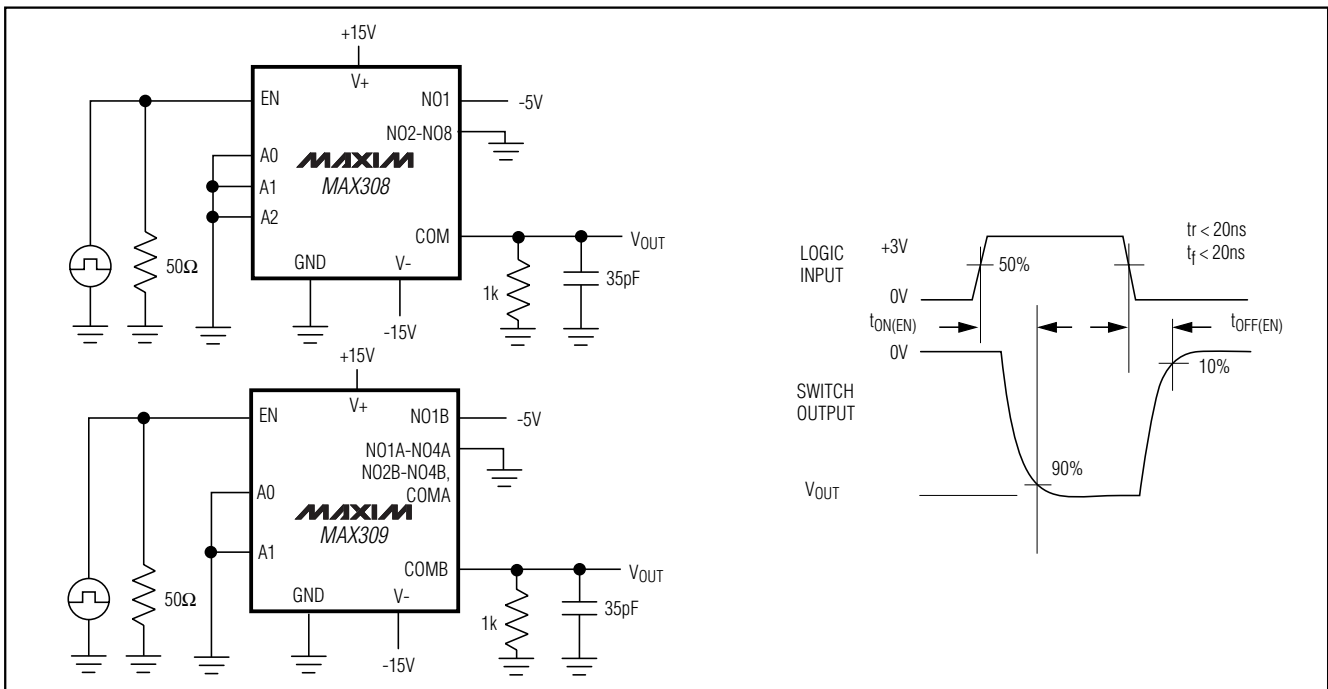 +15V
V+
EN
NO1
-5V
NO2-NO8
A0
MAXIM
A1
MAX308
A2
COM
VOUT
50Ω
GND
V-
1k
35pF
-15V
+15V
V+
EN
NO1B
-5V
NO1A-NO4A
NO2B-NO4B,
COMA
A0
MAXIM
MAX309
A1
COMB
VOUT
50Ω
GND
V-
1k
35pF
-15V
LOGIC
INPUT
+3V
50%
tr < 20ns
tf < 20ns
0V
tON(EN)
tOFF(EN)
0V
10%
SWITCH
OUTPUT
90%
VOUT